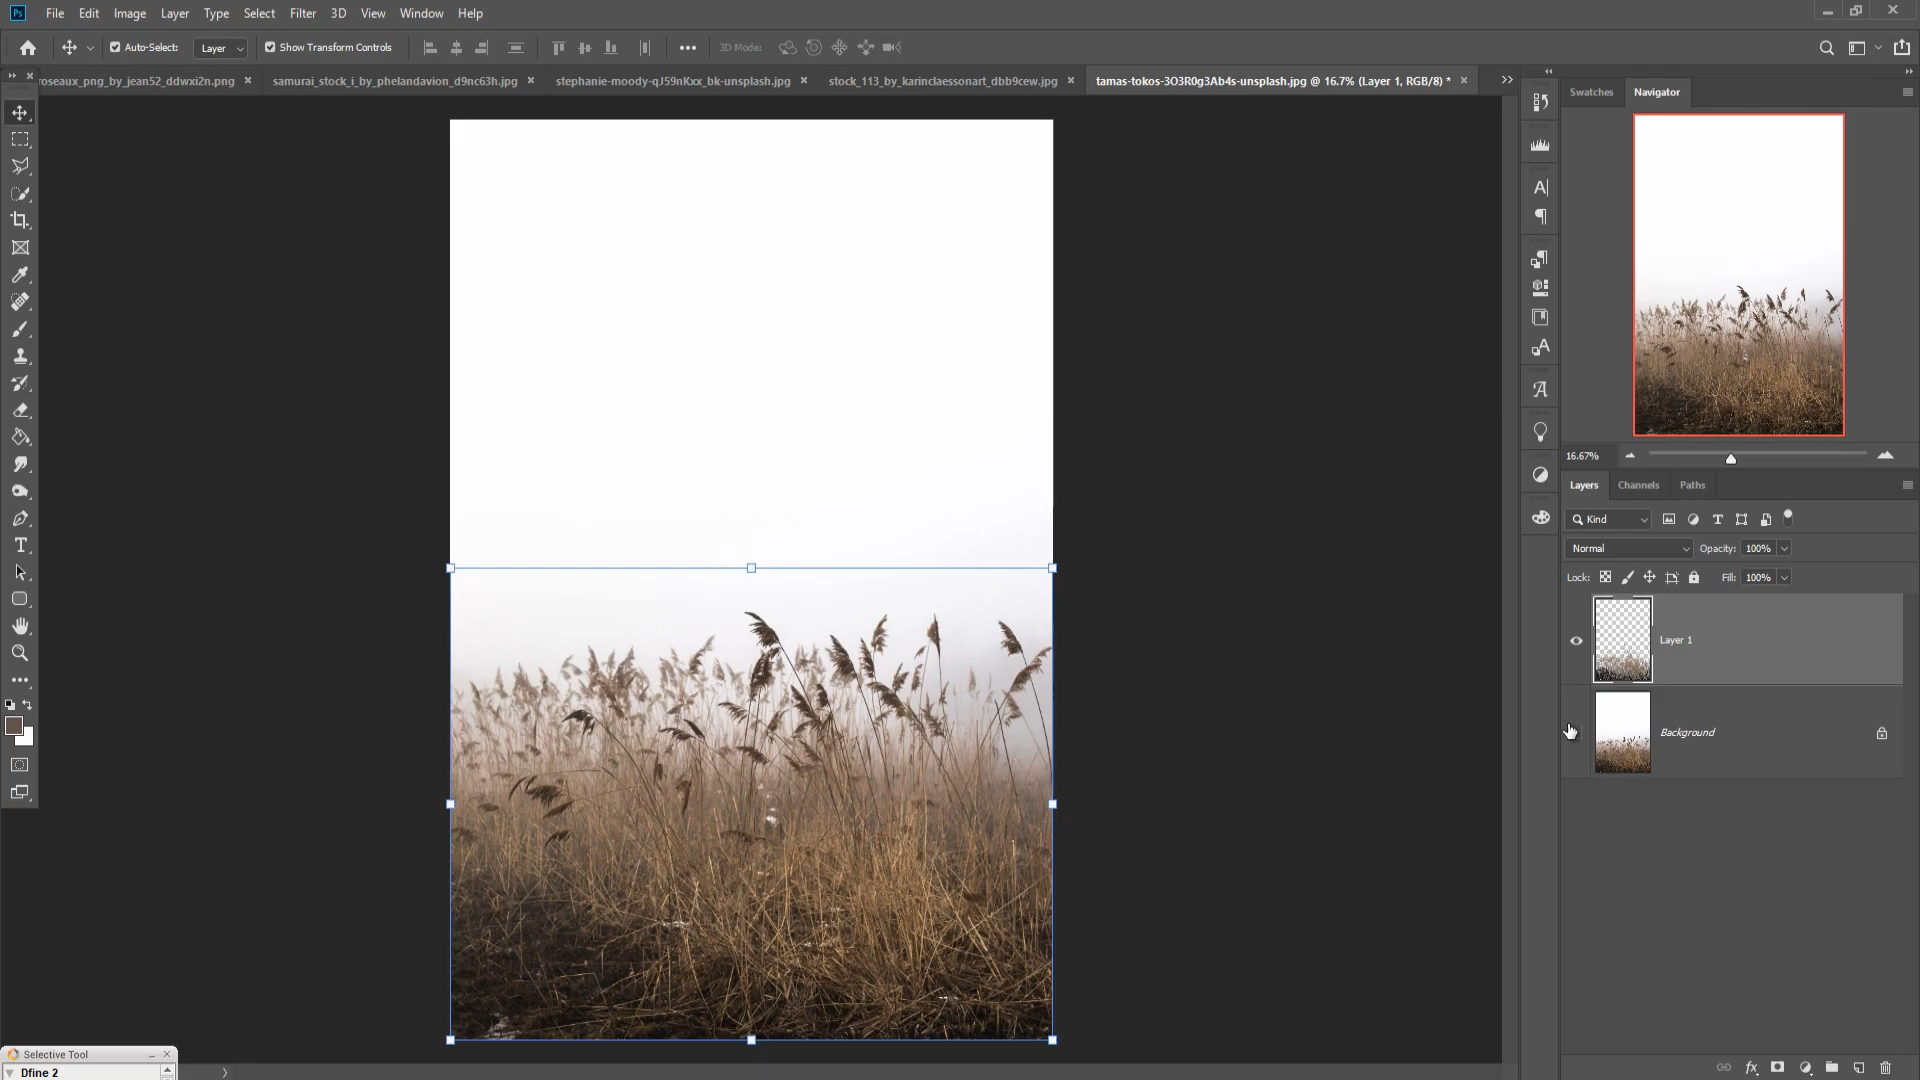 Ps File Edit Image Layer Type Select Filter 3D View Window Help
Auto-Select: Layer Show Transform Controls 3D Mode:
roseaux_png_by_jean52_ddwxi2n.png samurai_stock_i_by_phelandavion_d9nc63h.jpg stephanie-moody-qJ59nKxx_bk-unsplash.jpg stock_113_by_karinclaessonart_dbb9cew.jpg tamas-tokos-3O3R0g3Ab4s-unsplash.jpg @ 16.7% (Layer 1, RGB/8) *
Swatches Navigator
16.67%
Layers Channels Paths
Kind
Normal Opacity: 100%
Lock: Fill: 100%
Layer 1
Background
Selective Tool
Dfine 2